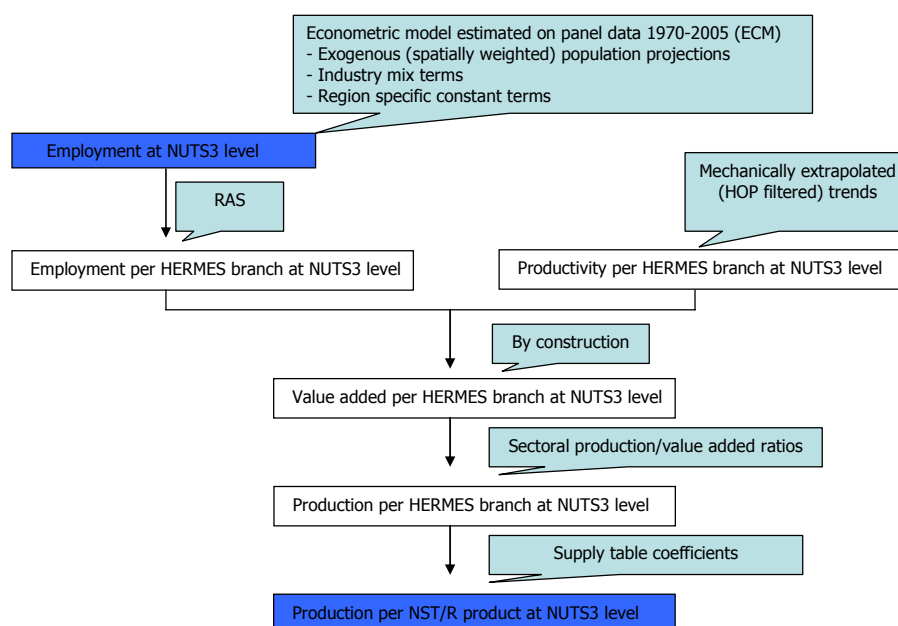 Econometric model estimated on panel data 1970-2005 (ECM)
- Exogenous (spatially weighted) population projections
- Industry mix terms
- Region specific constant terms
Employment at NUTS3 level
Mechanically extrapolated
(HOP filtered) trends
RAS
Employment per HERMES branch at NUTS3 level
Productivity per HERMES branch at NUTS3 level
By construction
Value added per HERMES branch at NUTS3 level
Sectoral production/value added ratios
Production per HERMES branch at NUTS3 level
Supply table coefficients
Production per NST/R product at NUTS3 level